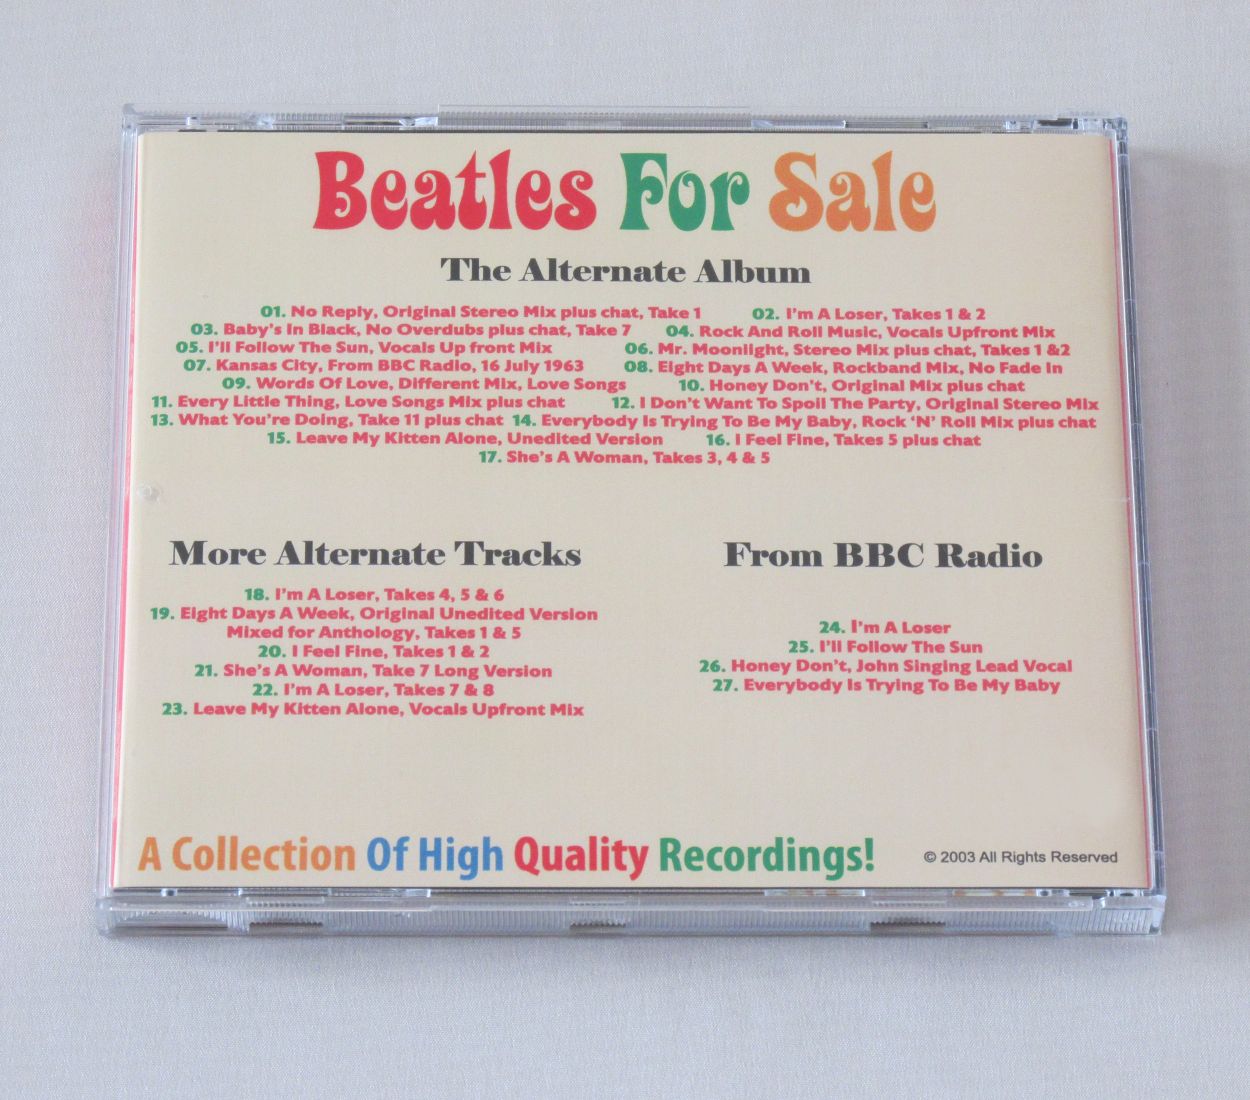 Beatles For Sale
The Alternate Album
01. No Reply, Original Stereo Mix plus chat, Take 1 02. I'm A Loser, Takes 1 & 2
03. Baby's In Black, No Overdubs plus chat, Take 7 04. Rock And Roll Music, Vocals Upfront Mix
05. I'll Follow The Sun, Vocals Up front Mix 06. Mr. Moonlight, Stereo Mix plus chat, Takes 1 &2
07. Kansas City, From BBC Radio, 16 July 1963 08. Eight Days A Week, Rockband Mix, No Fade In
09. Words Of Love, Different Mix, Love Songs 10. Honey Don't, Original Mix plus chat
11. Every Little Thing, Love Songs Mix plus chat 12. I Don't Want To Spoil The Party, Original Stereo Mix
13. What You're Doing, Take 11 plus chat 14. Everybody Is Trying To Be My Baby, Rock 'N' Roll Mix plus chat
15. Leave My Kitten Alone, Unedited Version 16. I Feel Fine, Takes 5 plus chat
17. She's A Woman, Takes 3, 4 & 5
More Alternate Tracks
18. I'm A Loser, Takes 4, 5 & 6
19. Eight Days A Week, Original Unedited Version
Mixed for Anthology, Takes 1 & 5
20. I Feel Fine, Takes 1 & 2
21. She's A Woman, Take 7 Long Version
22. I'm A Loser, Takes 7 & 8
23. Leave My Kitten Alone, Vocals Upfront Mix
From BBC Radio
24. I'm A Loser
25. I'll Follow The Sun
26. Honey Don't, John Singing Lead Vocal
27. Everybody Is Trying To Be My Baby
A Collection Of High Quality Recordings!
© 2003 All Rights Reserved